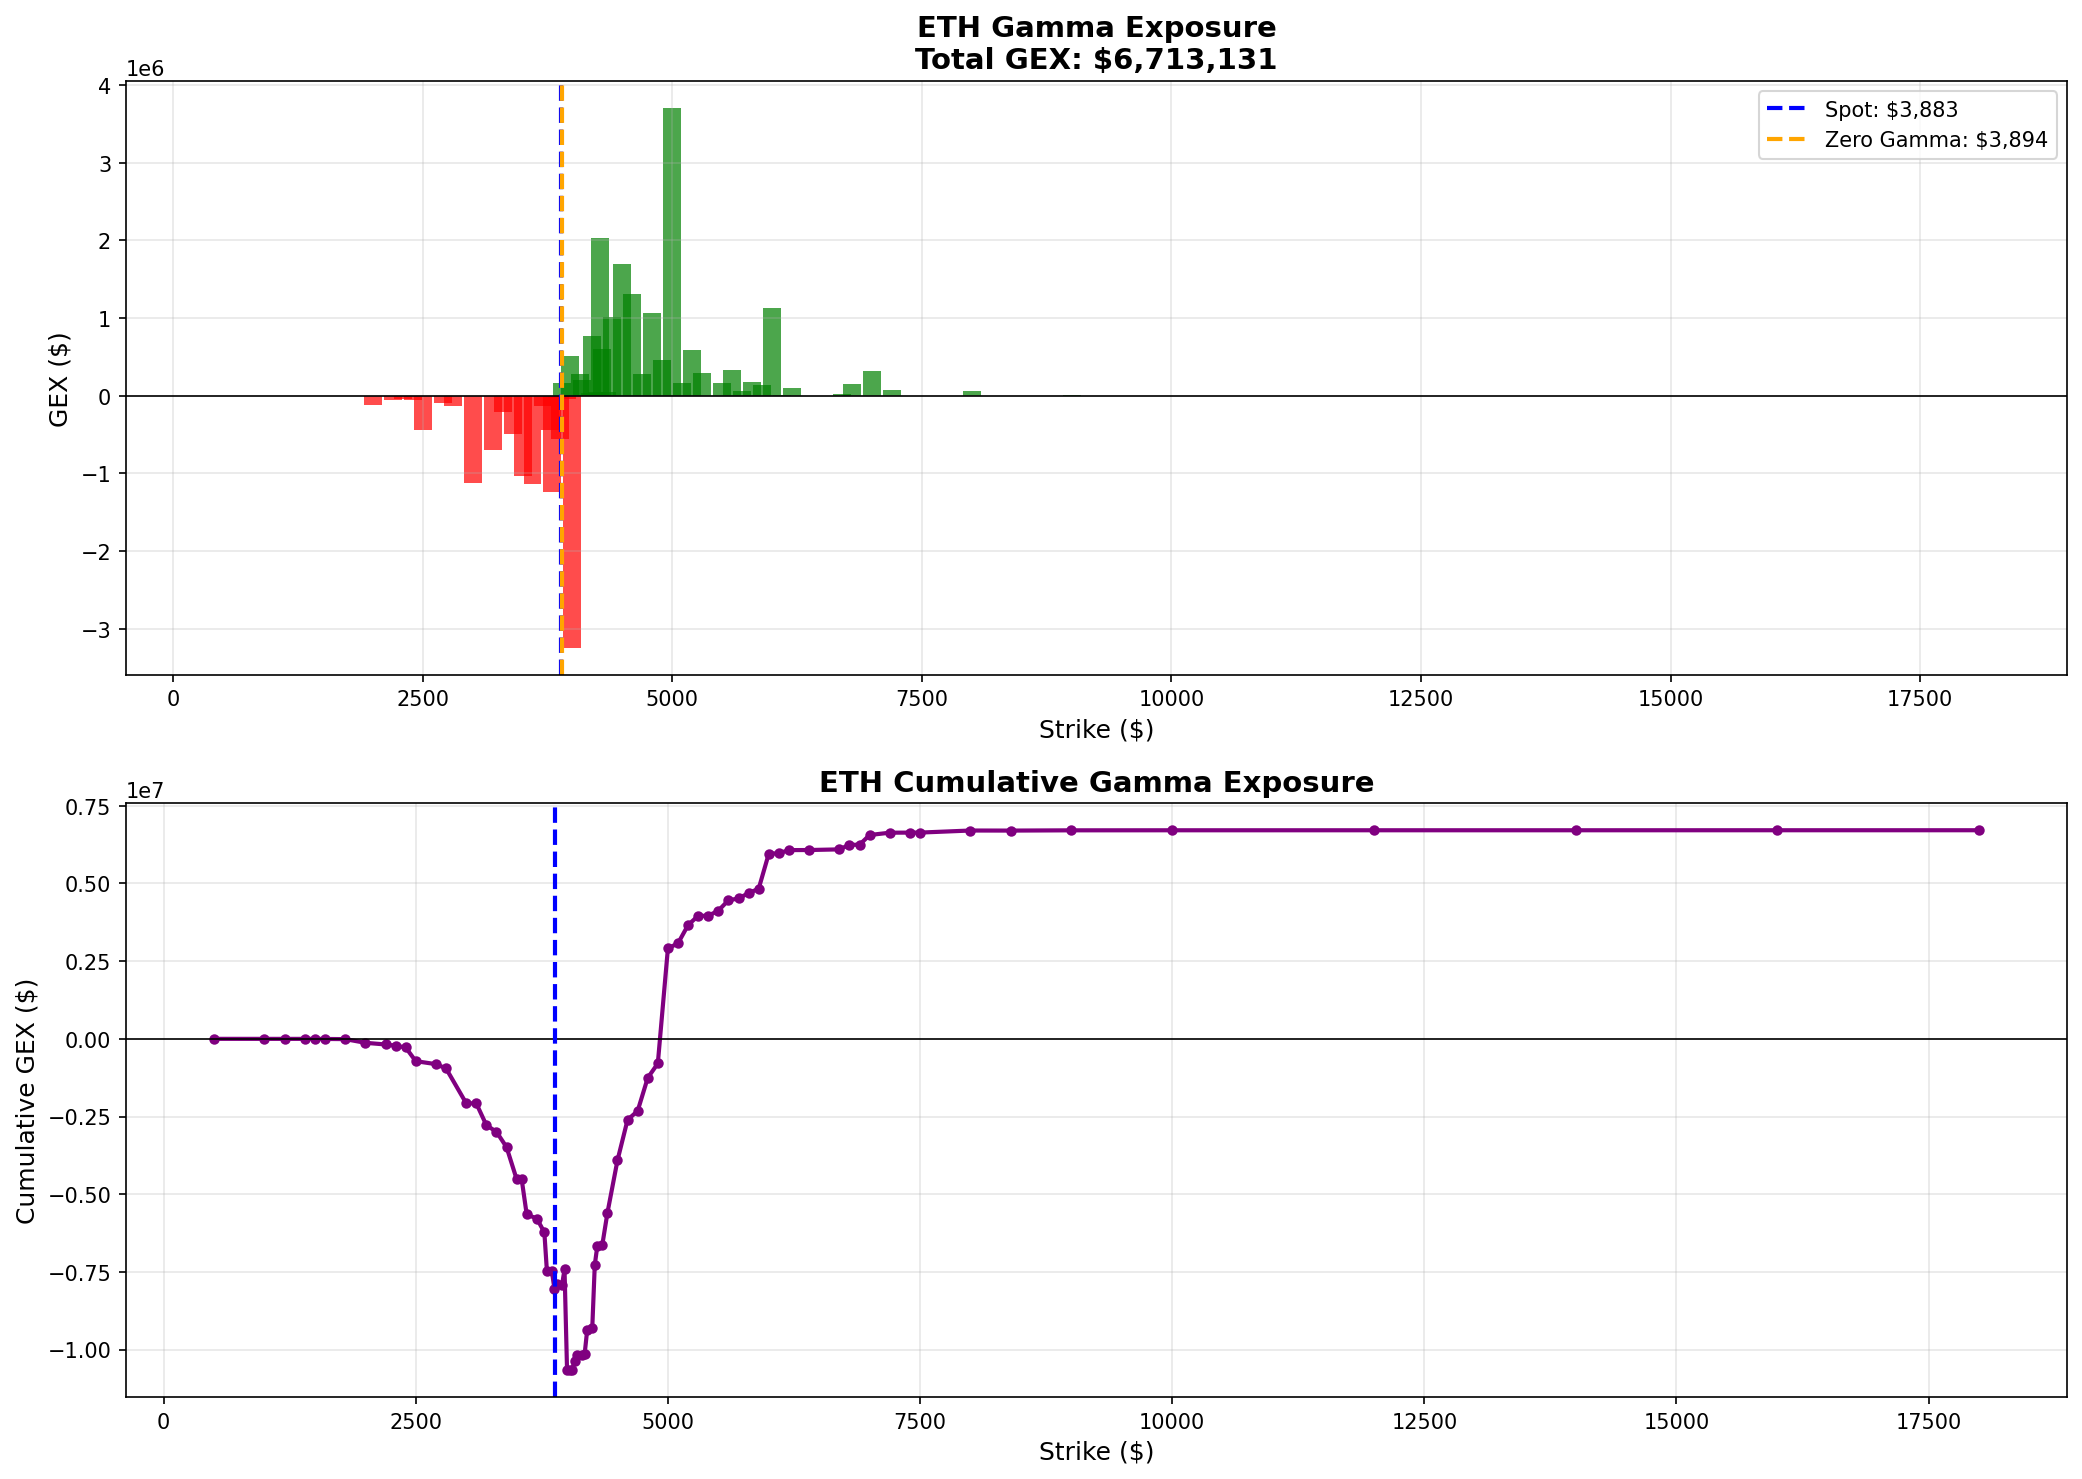 ETH Gamma Exposure
Total GEX: $6,713,131
1e6
4
3
2
1
0
−1
−2
−3
GEX ($)
Spot: $3,883
Zero Gamma: $3,894
0 2500 5000 7500 10000 12500 15000 17500
Strike ($)
ETH Cumulative Gamma Exposure
1e7
0.75
0.50
0.25
0.00
−0.25
−0.50
−0.75
−1.00
Cumulative GEX ($)
0 2500 5000 7500 10000 12500 15000 17500
Strike ($)